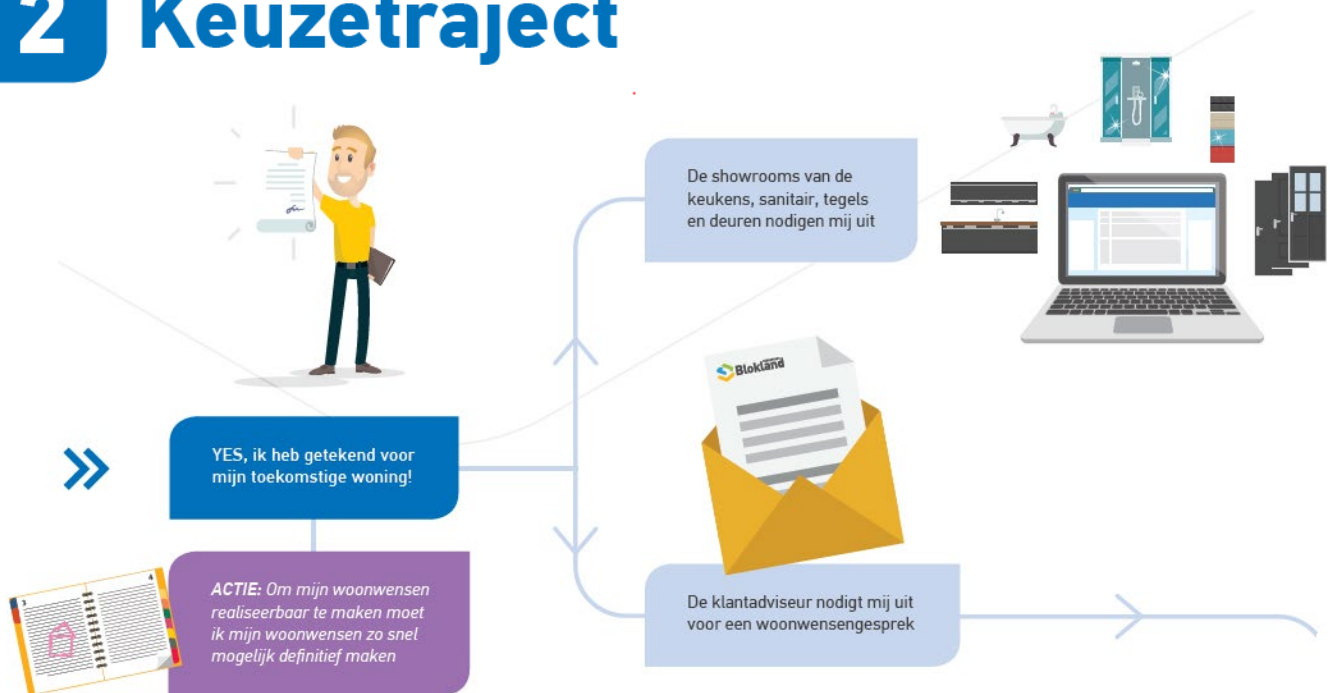 2 Keuzetraject
De showrooms van de
keukens, sanitair, tegels
en deuren nodigen mij uit
Blokland
YES, ik heb getekend voor
mijn toekomstige woning!
ACTIE: Om mijn woonwensen
realiseerbaar te maken moet
ik mijn woonwensen zo snel
mogelijk definitief maken
3
4
De klantadviseur nodigt mij uit
voor een woonwensengesprek